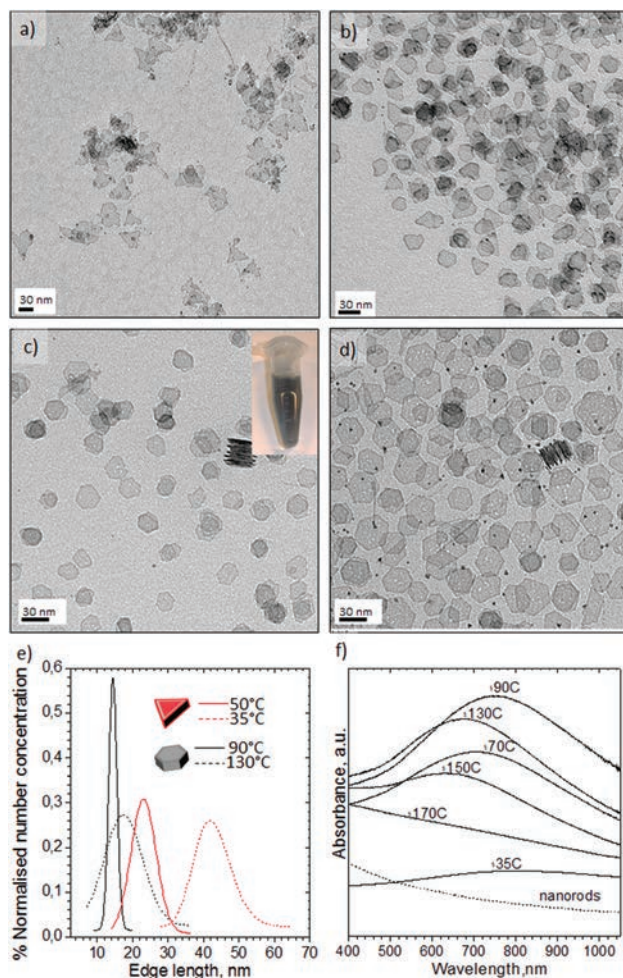 a)
b)
30 nm
30 nm
c)
d)
30 nm
30 nm
e)
f)
0,6
0,5
0,4
0,3
0,2
0,1
0,0
% Normalised number concentration
50°C
35°C
90°C
130°C
10 20 30 40 50 60 70
Edge length, nm
Absorbance, a.u.
90C
130C
70C
150C
170C
35C
nanorods
400 500 600 700 800 900 1000
Wavelength,nm